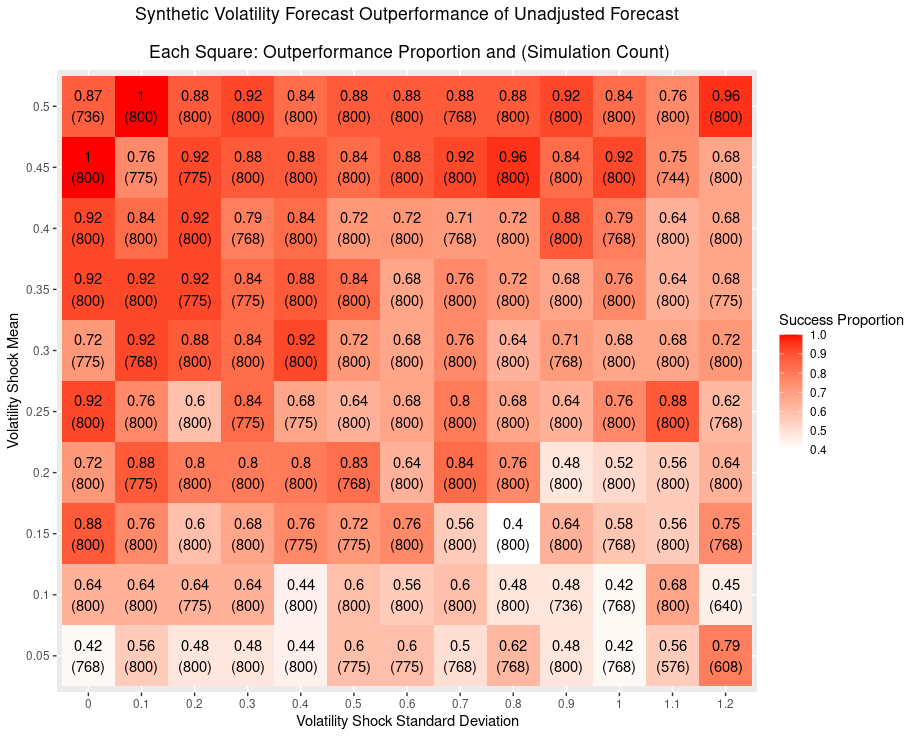 Synthetic Volatility Forecast Outperformance of Unadjusted Forecast
Each Square: Outperformance Proportion and (Simulation Count)
Volatility Shock Mean
0.5
0.87 1 0.88 0.92 0.84 0.88 0.88 0.88 0.88 0.92 0.84 0.76 0.96
(736) (800) (800) (800) (800) (800) (800) (768) (800) (800) (800) (800) (800)
0.45
1 0.76 0.92 0.88 0.88 0.84 0.88 0.92 0.96 0.84 0.92 0.75 0.68
(800) (775) (775) (800) (800) (800) (800) (800) (800) (800) (800) (744) (800)
0.4
0.92 0.84 0.92 0.79 0.84 0.72 0.72 0.71 0.72 0.88 0.79 0.64 0.68
(800) (800) (800) (768) (800) (800) (800) (768) (800) (800) (768) (800) (800)
0.35
0.92 0.92 0.92 0.84 0.88 0.84 0.68 0.76 0.72 0.68 0.76 0.64 0.68
(800) (800) (775) (775) (800) (800) (800) (800) (800) (800) (800) (800) (775)
0.3
0.72 0.92 0.88 0.84 0.92 0.72 0.68 0.76 0.64 0.71 0.68 0.68 0.72
(775) (768) (800) (800) (800) (800) (800) (800) (800) (768) (800) (800) (800)
0.25
0.92 0.76 0.6 0.84 0.68 0.64 0.68 0.8 0.68 0.64 0.76 0.88 0.62
(800) (800) (800) (775) (775) (800) (800) (800) (800) (800) (800) (800) (768)
0.2
0.72 0.88 0.8 0.8 0.8 0.83 0.64 0.84 0.76 0.48 0.52 0.56 0.64
(800) (775) (800) (800) (800) (768) (800) (800) (800) (800) (800) (800) (800)
0.15
0.88 0.76 0.6 0.68 0.76 0.72 0.76 0.56 0.4 0.64 0.58 0.56 0.75
(800) (800) (800) (800) (775) (775) (800) (800) (800) (800) (768) (800) (768)
0.1
0.64 0.64 0.64 0.64 0.44 0.6 0.56 0.6 0.48 0.48 0.42 0.68 0.45
(800) (800) (775) (800) (800) (800) (800) (800) (800) (736) (768) (800) (640)
0.05
0.42 0.56 0.48 0.48 0.44 0.6 0.6 0.5 0.62 0.48 0.42 0.56 0.79
(768) (800) (800) (800) (800) (775) (775) (768) (768) (800) (768) (576) (608)
0 0.1 0.2 0.3 0.4 0.5 0.6 0.7 0.8 0.9 1 1.1 1.2
Volatility Shock Standard Deviation
Success Proportion
1.0
0.9
0.8
0.7
0.6
0.5
0.4